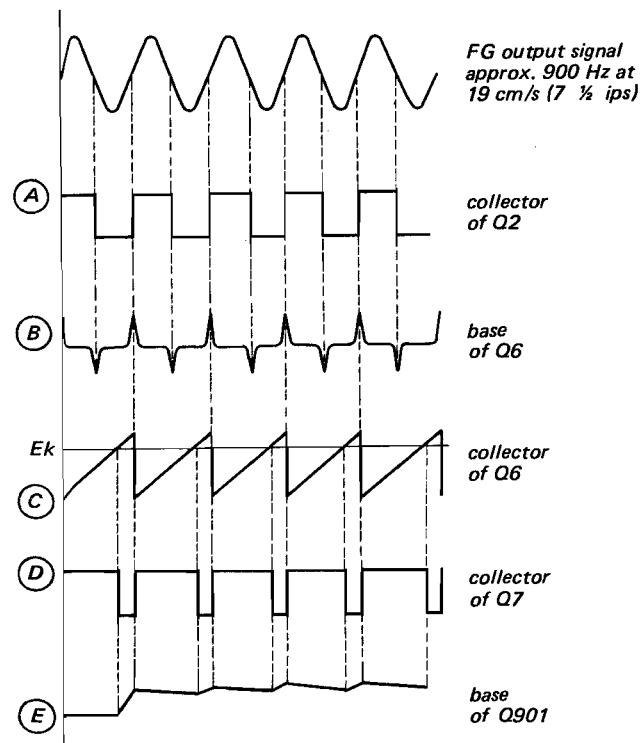 FG output signal
approx. 900 Hz at
19 cm/s (7 ½ ips)
A
collector
of Q2
B
base
of Q6
Ek
C
collector
of Q6
D
collector
of Q7
E
base
of Q901